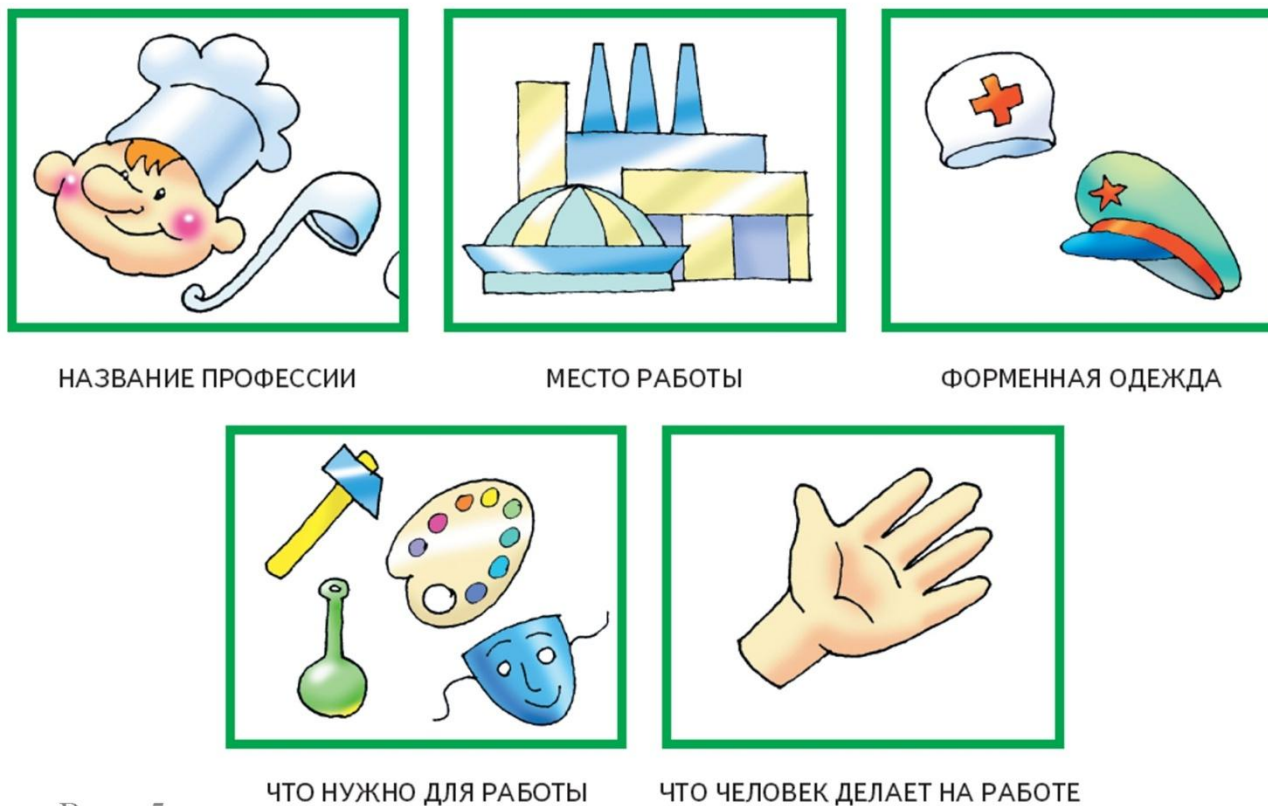 НАЗВАНИЕ ПРОФЕССИИ
МЕСТО РАБОТЫ
ФОРМЕННАЯ ОДЕЖДА
ЧТО НУЖНО ДЛЯ РАБОТЫ
ЧТО ЧЕЛОВЕК ДЕЛАЕТ НА РАБОТЕ